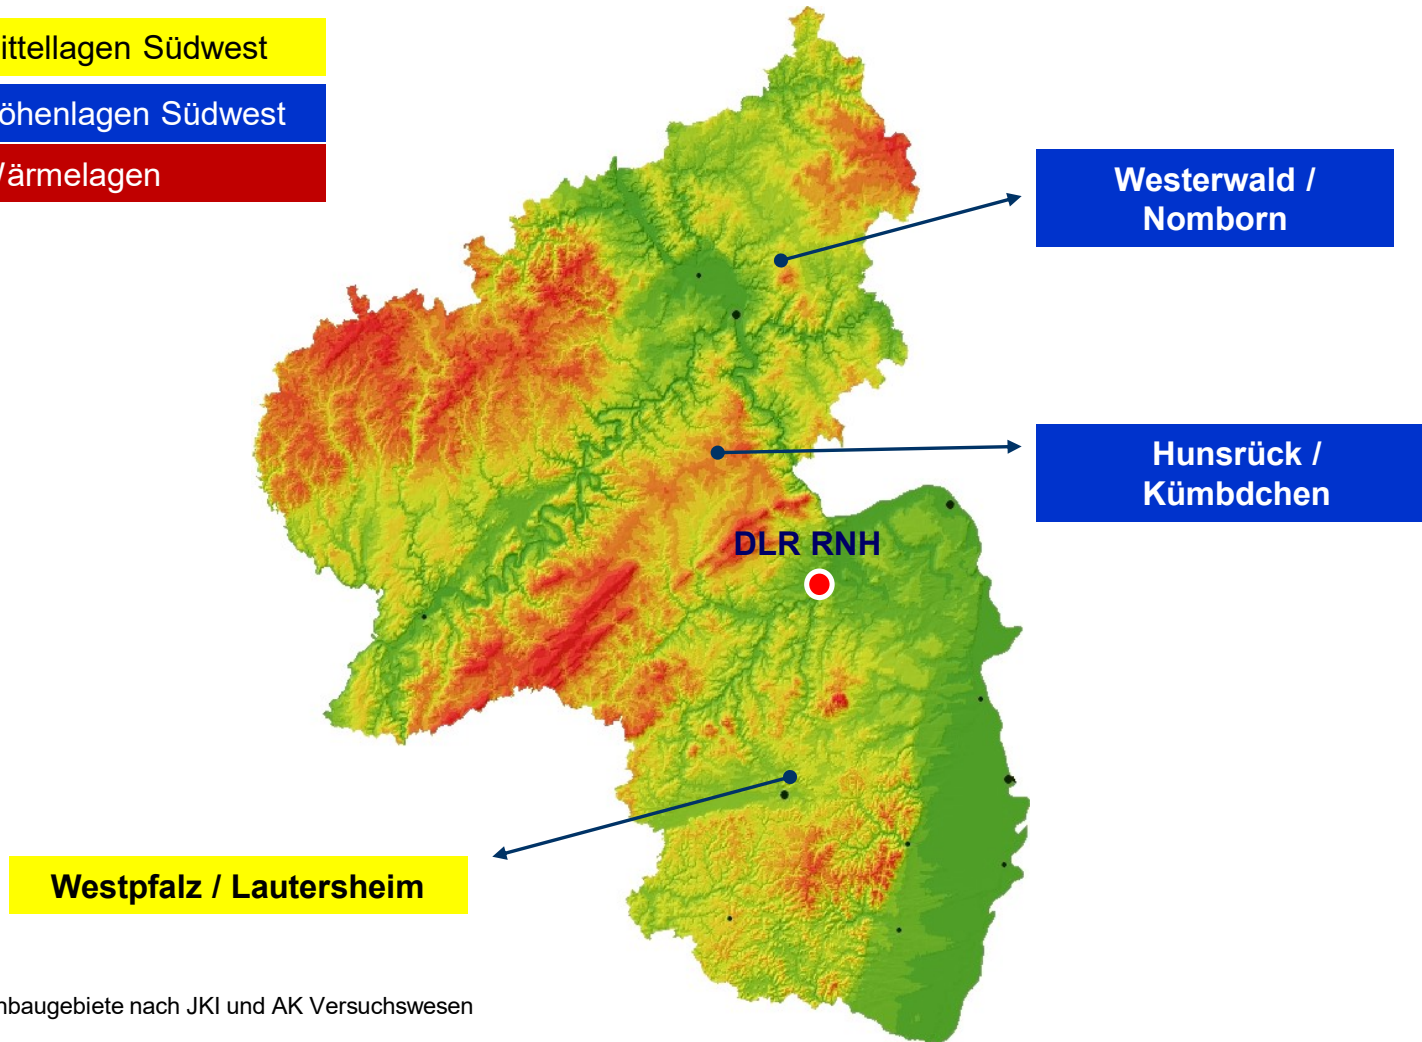 ittellagen Südwest
öhenlagen Südwest
ärmelagen
Westerwald /
Nomborn
Hunsrück /
Kümbdchen
DLR RNH
Westpfalz / Lautersheim
nbaugebiete nach JKI und AK Versuchswesen